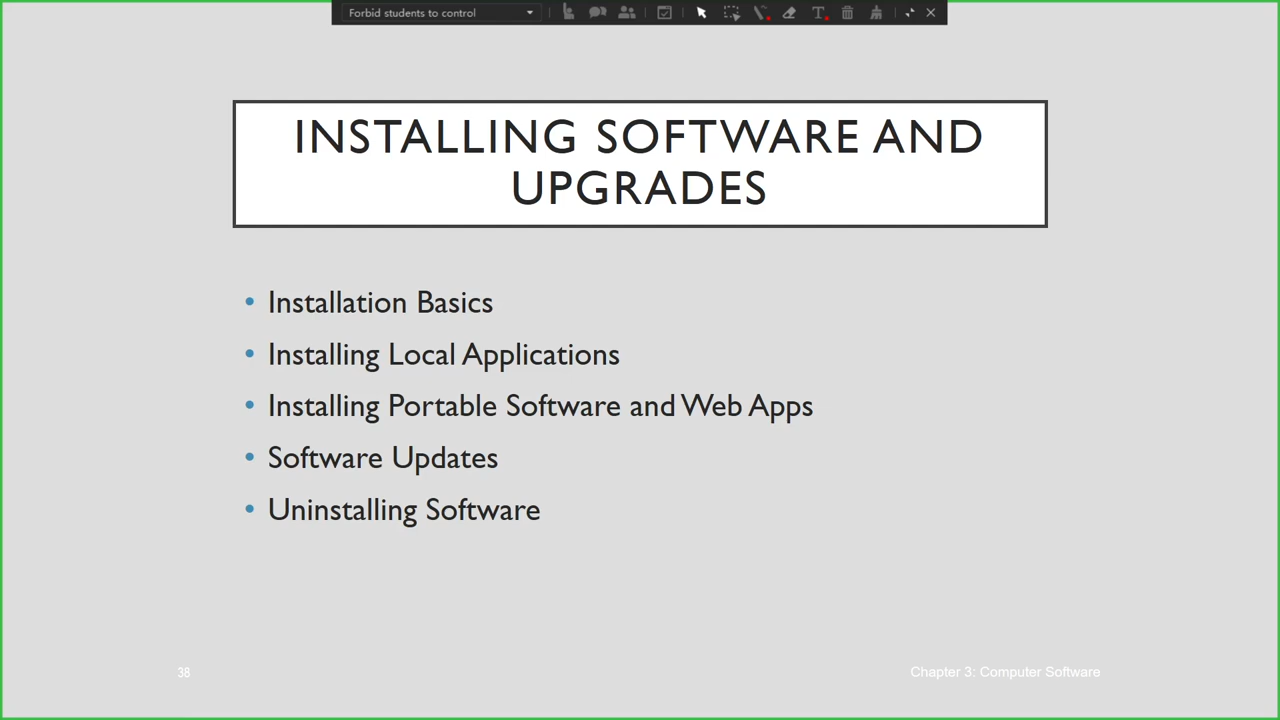 Forbid students to control
INSTALLING SOFTWARE AND
UPGRADES
• Installation Basics
• Installing Local Applications
• Installing Portable Software and Web Apps
• Software Updates
• Uninstalling Software
38
Chapter 3: Computer Software